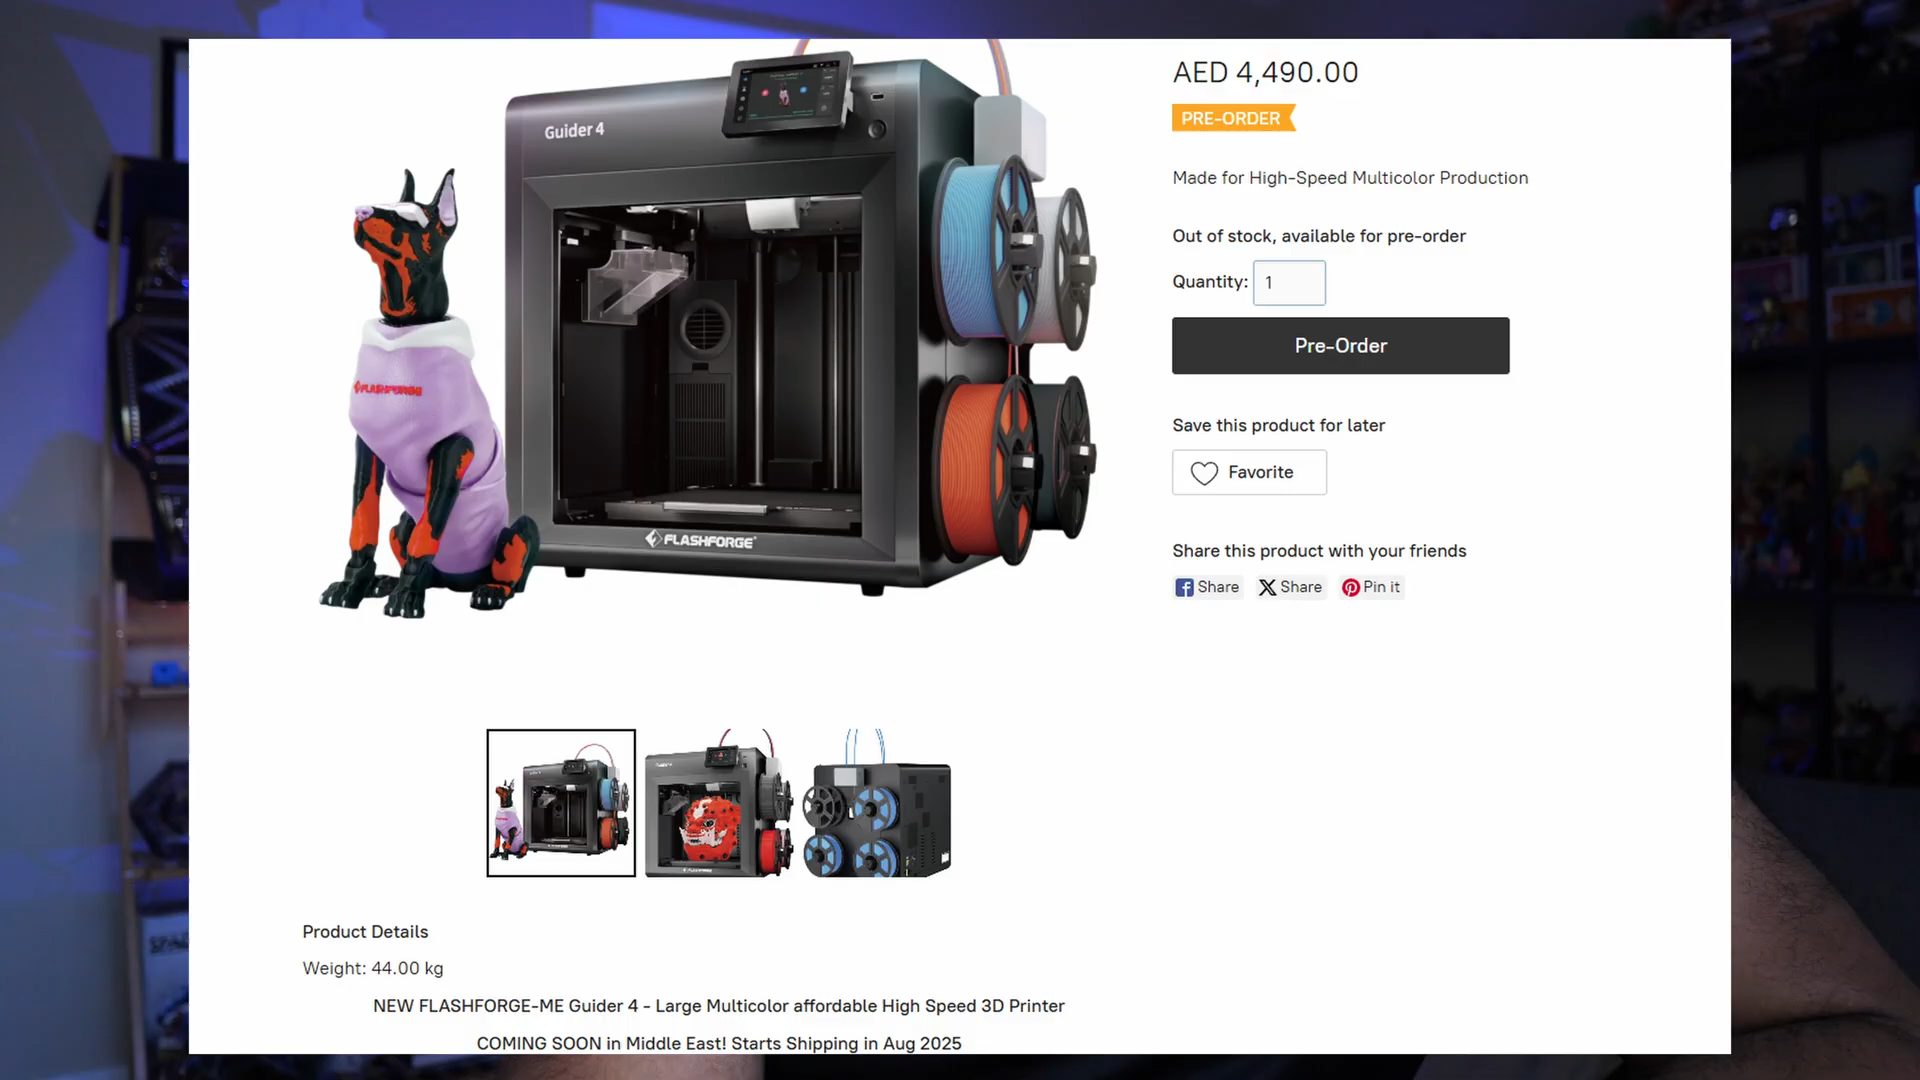 AED 4,490.00
PRE-ORDER
Made for High-Speed Multicolor Production
Out of stock, available for pre-order
Quantity: 1
Pre-Order
Save this product for later
Favorite
Share this product with your friends
Share Share Pin it
Guider 4
FLASHFORGE
FLASHFORGE
Product Details
Weight: 44.00 kg
NEW FLASHFORGE-ME Guider 4 - Large Multicolor affordable High Speed 3D Printer
COMING SOON in Middle East! Starts Shipping in Aug 2025